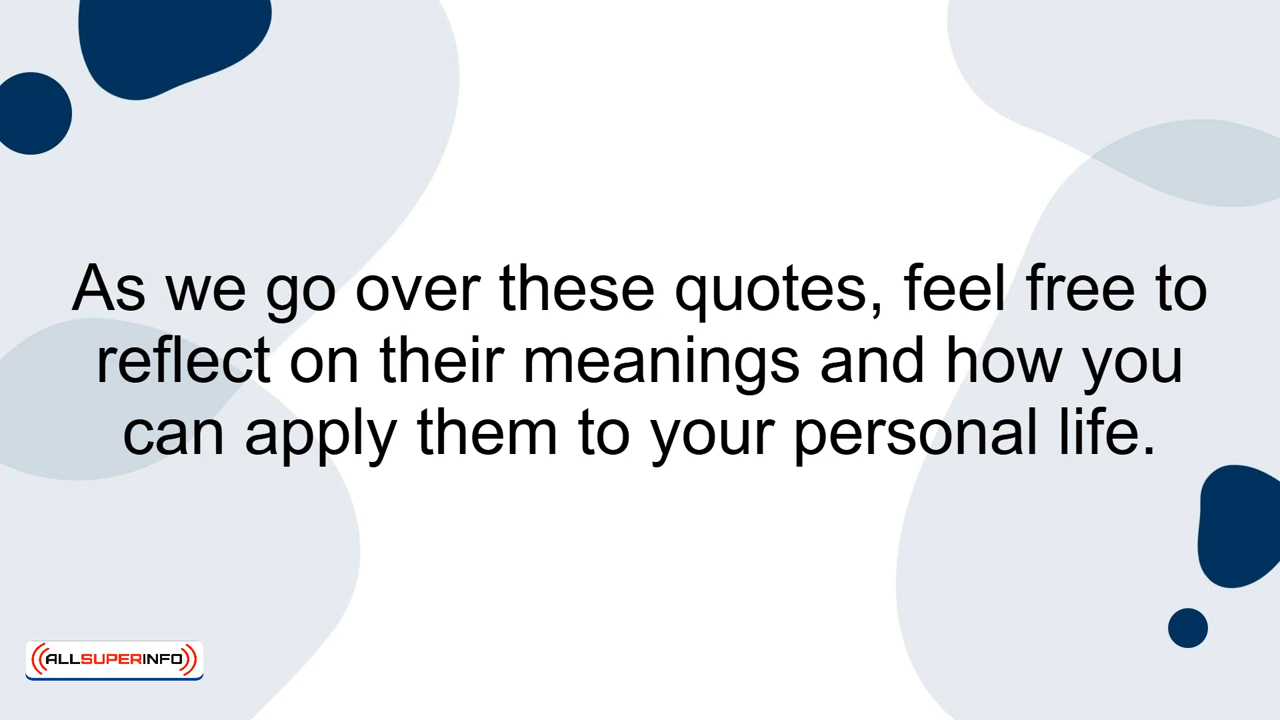 As we go over these quotes, feel free to
reflect on their meanings and how you
can apply them to your personal life.
ALLSUPERINFO